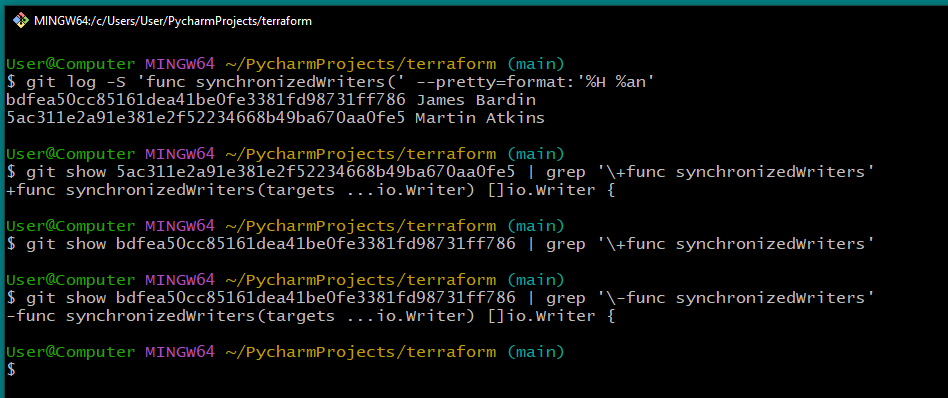 MINGW64:/c/Users/User/PycharmProjects/terraform
User@Computer MINGW64 ~/PycharmProjects/terraform (main)
$ git log -S 'func synchronizedWriters(' --pretty=format:'%H %an'
bdfea50cc85161dea41be0fe3381fd98731ff786 James Bardin
5ac311e2a91e381e2f52234668b49ba670aa0fe5 Martin Atkins
User@Computer MINGW64 ~/PycharmProjects/terraform (main)
$ git show 5ac311e2a91e381e2f52234668b49ba670aa0fe5 | grep '\+func synchronizedWriters'
+func synchronizedWriters(targets ...io.Writer) []io.Writer {
User@Computer MINGW64 ~/PycharmProjects/terraform (main)
$ git show bdfea50cc85161dea41be0fe3381fd98731ff786 | grep '\+func synchronizedWriters'
User@Computer MINGW64 ~/PycharmProjects/terraform (main)
$ git show bdfea50cc85161dea41be0fe3381fd98731ff786 | grep '\-func synchronizedWriters'
-func synchronizedWriters(targets ...io.Writer) []io.Writer {
User@Computer MINGW64 ~/PycharmProjects/terraform (main)
$